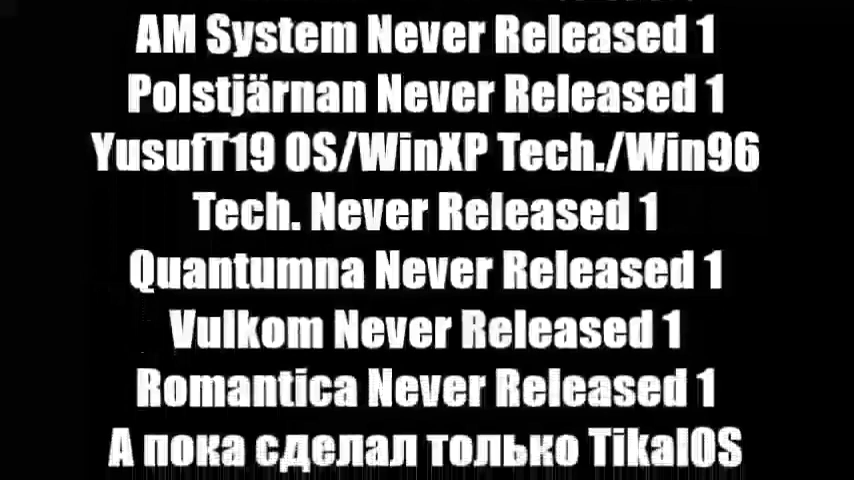 AM System Never Released 1
Polstjärnan Never Released 1
YusufT19 OS/WinXP Tech./Win96
Tech. Never Released 1
Quantumna Never Released 1
Vulkom Never Released 1
Romantica Never Released 1
А пока сделал только TikalOS